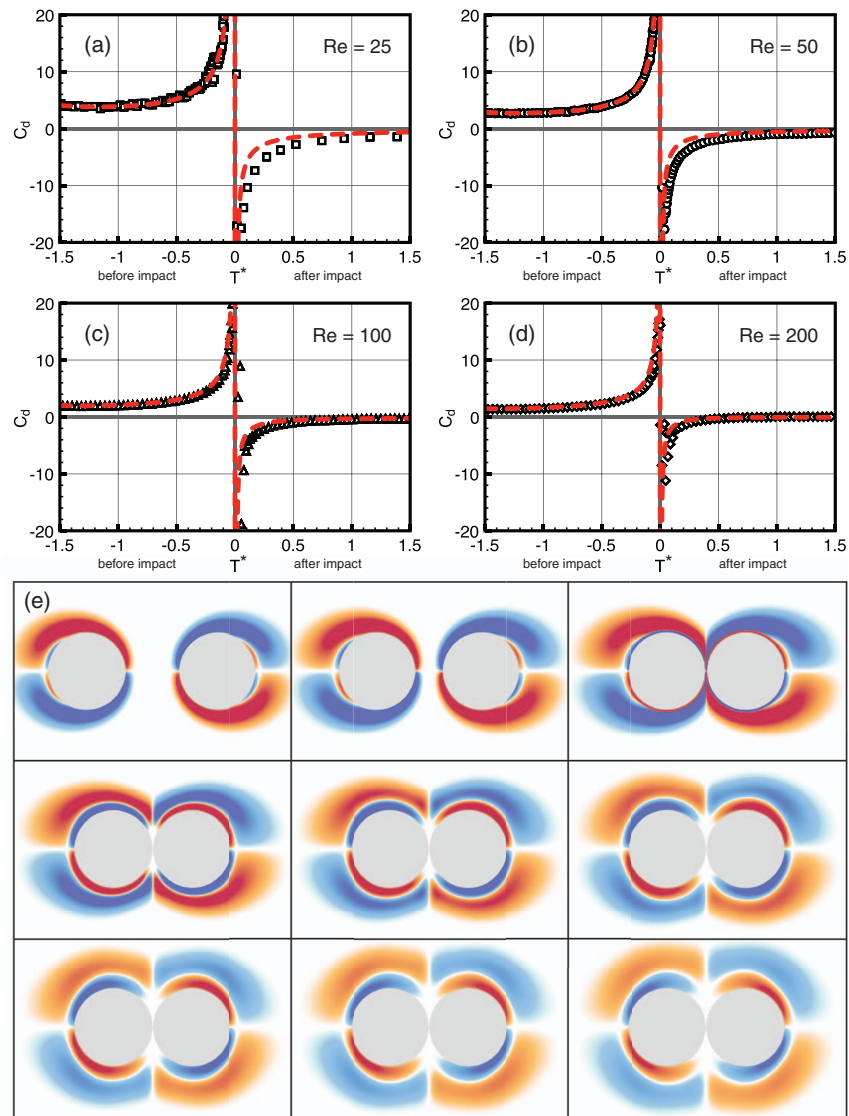 (a) Re = 25
20
10
0
-10
-20
C_d
-1.5 -1 -0.5 0 0.5 1 1.5
before impact T* after impact
(b) Re = 50
20
10
0
-10
-20
-1.5 -1 -0.5 0 0.5 1 1.5
before impact T* after impact
(c) Re = 100
20
10
0
-10
-20
C_d
-1.5 -1 -0.5 0 0.5 1 1.5
before impact T* after impact
(d) Re = 200
20
10
0
-10
-20
C_d
-1.5 -1 -0.5 0 0.5 1 1.5
before impact T* after impact
(e)